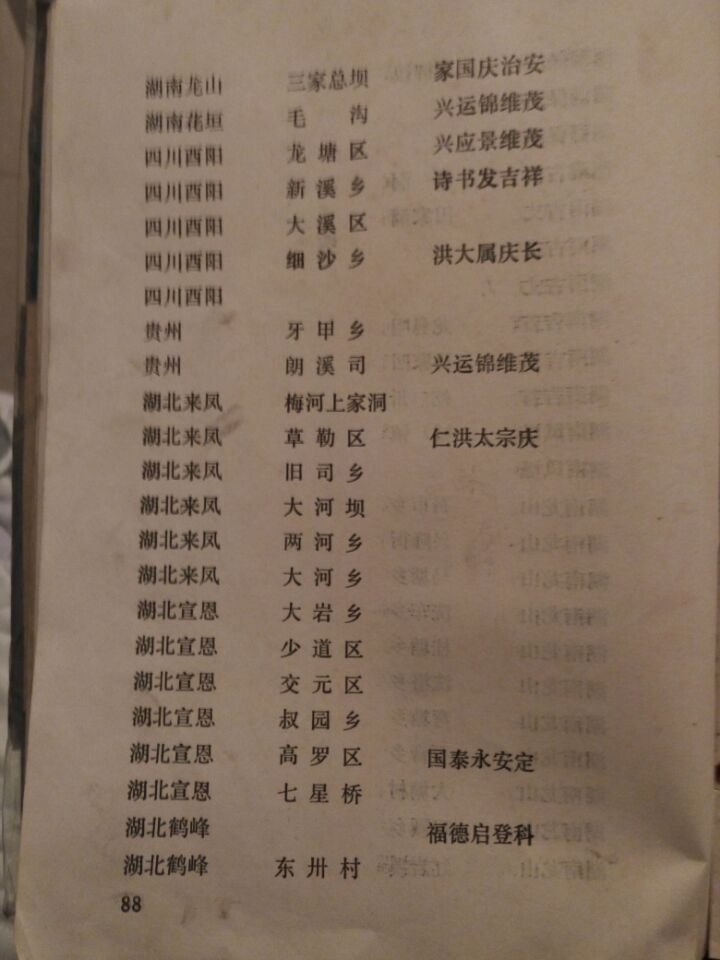 湖南龙山 三家总坝 家国庆治安
湖南花垣 毛沟 兴运锦维茂
四川酉阳 龙塘区 兴应景维茂
四川酉阳 新溪乡 诗书发吉祥
四川酉阳 大溪区
四川酉阳 细沙乡 洪大属庆长
四川酉阳
贵州 牙甲乡
贵州 朗溪司 兴运锦维茂
湖北来凤 梅河上家洞
湖北来凤 草勒区 仁洪太宗庆
湖北来凤 旧司乡
湖北来凤 大河坝
湖北来凤 两河乡
湖北来凤 大河乡
湖北宣恩 大岩乡
湖北宣恩 少道区
湖北宣恩 交元区
湖北宣恩 叔园乡
湖北宣恩 高罗区 国泰永安定
湖北宣恩 七星桥
湖北鹤峰 福德启登科
湖北鹤峰 东卅村
88